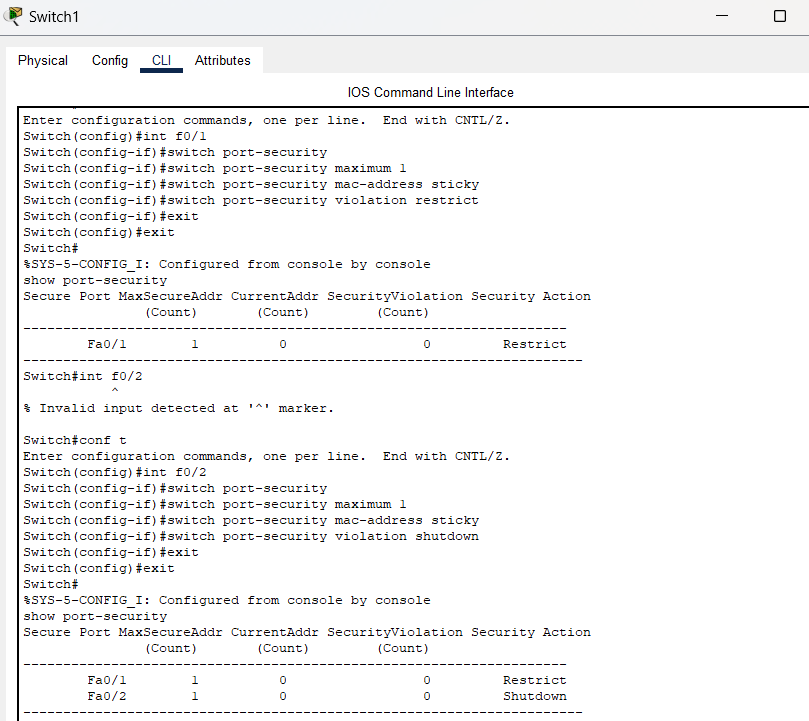 Switch1
Physical Config CLI Attributes
IOS Command Line Interface
Enter configuration commands, one per line.  End with CNTL/Z.
Switch(config)#int f0/1
Switch(config-if)#switch port-security
Switch(config-if)#switch port-security maximum 1
Switch(config-if)#switch port-security mac-address sticky
Switch(config-if)#switch port-security violation restrict
Switch(config-if)#exit
Switch(config)#exit
Switch#
%SYS-5-CONFIG_I: Configured from console by console
show port-security
Secure Port MaxSecureAddr CurrentAddr SecurityViolation Security Action
               (Count)       (Count)        (Count)
--------------------------------------------------------------------
        Fa0/1        1          0                 0         Restrict
----------------------------------------------------------------------
Switch#int f0/2
           ^
% Invalid input detected at '^' marker.
Switch#conf t
Enter configuration commands, one per line.  End with CNTL/Z.
Switch(config)#int f0/2
Switch(config-if)#switch port-security
Switch(config-if)#switch port-security maximum 1
Switch(config-if)#switch port-security mac-address sticky
Switch(config-if)#switch port-security violation shutdown
Switch(config-if)#exit
Switch(config)#exit
Switch#
%SYS-5-CONFIG_I: Configured from console by console
show port-security
Secure Port MaxSecureAddr CurrentAddr SecurityViolation Security Action
               (Count)       (Count)        (Count)
--------------------------------------------------------------------
        Fa0/1        1          0                 0         Restrict
        Fa0/2        1          0                 0         Shutdown
----------------------------------------------------------------------